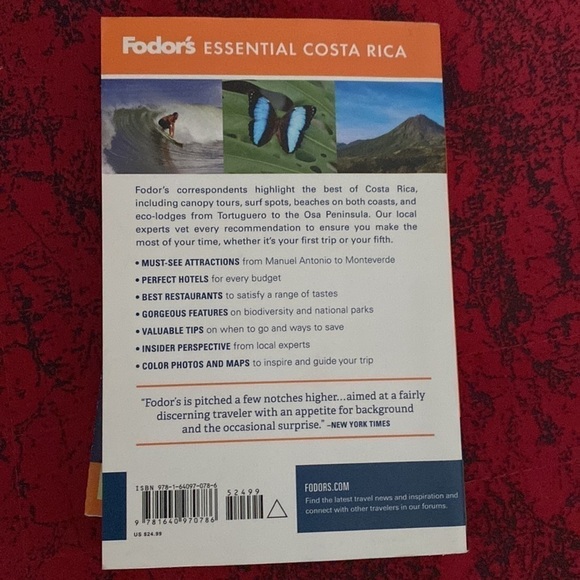 Fodor's ESSENTIAL COSTA RICA
Fodor's correspondents highlight the best of Costa Rica,
including canopy tours, surf spots, beaches on both coasts, and
eco-lodges from Tortuguero to the Osa Peninsula. Our local
experts vet every recommendation to ensure you make the
most of your time, whether it's your first trip or your fifth.
• MUST-SEE ATTRACTIONS from Manuel Antonio to Monteverde
• PERFECT HOTELS for every budget
• BEST RESTAURANTS to satisfy a range of tastes
• GORGEOUS FEATURES on biodiversity and national parks
• VALUABLE TIPS on when to go and ways to save
• INSIDER PERSPECTIVE from local experts
• COLOR PHOTOS AND MAPS to inspire and guide your trip
"Fodor's is pitched a few notches higher...aimed at a fairly
discerning traveler with an appetite for background
and the occasional surprise." –NEW YORK TIMES
ISBN 978-1-64097-078-6
52499
9 781640 970786
US $24.99
FODORS.COM
Find the latest travel news and inspiration and
connect with other travelers in our forums.